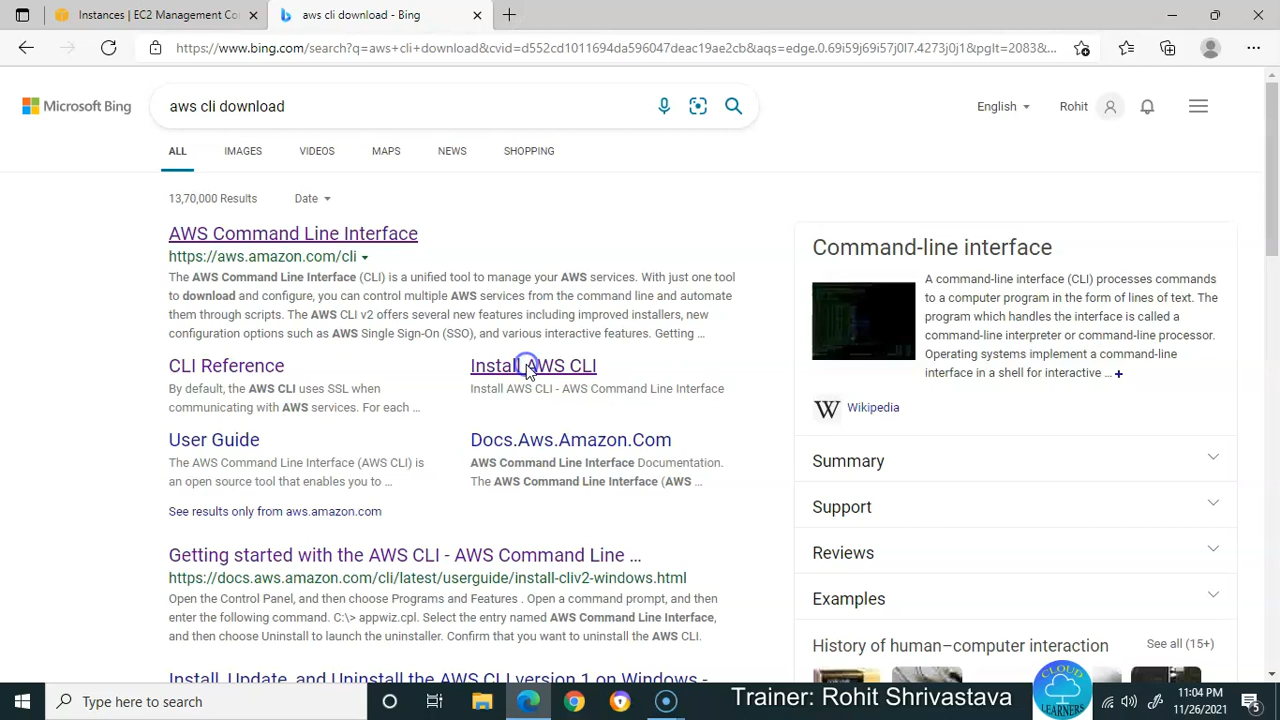 Instances | EC2 Manager Co
aws cli download - Bing
https://www.bing.com/search?q=aws+cli+download&cvid=d552cd1011694da596047deac19ae2cb&aqs=edge.0.69i59j69i57j0l7.4273j0j1&pglt=2083&...
Microsoft Bing
aws cli download
English
Rohit
ALL
IMAGES
VIDEOS
MAPS
NEWS
SHOPPING
13,70,000 Results
Date
AWS Command Line Interface
https://aws.amazon.com/cli
The AWS Command Line Interface (CLI) is a unified tool to manage your AWS services. With just one tool
to download and configure, you can control multiple AWS services from the command line and automate
them through scripts. The AWS CLI v2 offers several new features including improved installers, new
configuration options such as AWS Single Sign-On (SSO), and various interactive features. Getting ...
CLI Reference
By default, the AWS CLI uses SSL when
communicating with AWS services. For each ...
Install AWS CLI
Install AWS CLI - AWS Command Line Interface
User Guide
The AWS Command Line Interface (AWS CLI) is
an open source tool that enables you to ...
Docs.Aws.Amazon.Com
AWS Command Line Interface Documentation.
The AWS Command Line Interface (AWS ...
See results only from aws.amazon.com
Getting started with the AWS CLI - AWS Command Line ...
https://docs.aws.amazon.com/cli/latest/userguide/install-cliv2-windows.html
Open the Control Panel, and then choose Programs and Features . Open a command prompt, and then
enter the following command. C:\> appwiz.cpl. Select the entry named AWS Command Line Interface,
and then choose Uninstall to launch the uninstaller. Confirm that you want to uninstall the AWS CLI.
Install, Update, and Uninstall the AWS CLI version 1 on Windows -
Command-line interface
A command-line interface (CLI) processes commands
to a computer program in the form of lines of text. The
program which handles the interface is called a
command-line interpreter or command-line processor.
Operating systems implement a command-line
interface in a shell for interactive ... +
Wikipedia
Summary
Support
Reviews
Examples
History of human–computer interaction
See all (15+)
Type here to search
Trainer: Rohit Shrivastava
CLOUD
LEARNERS
11:04 PM
11/26/2021
5